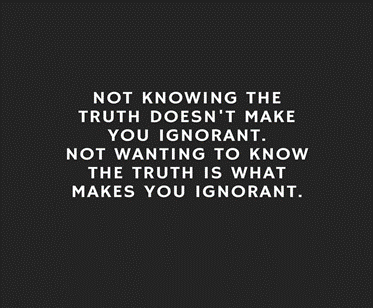 NOT KNOWING THE
TRUTH DOESN'T MAKE
YOU IGNORANT.
NOT WANTING TO KNOW
THE TRUTH IS WHAT
MAKES YOU IGNORANT.